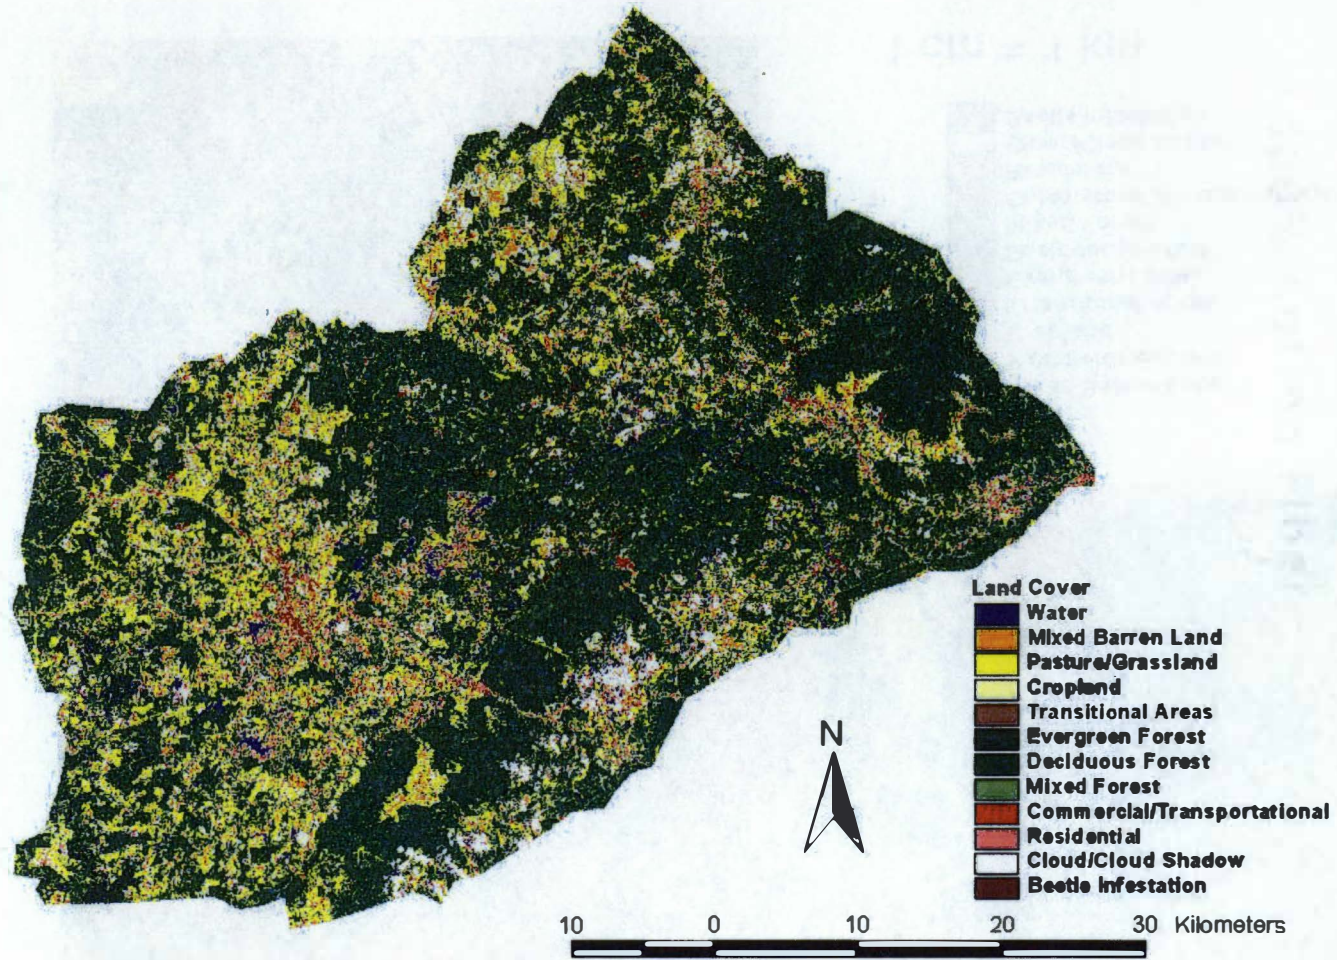 Land Cover
Water
Mixed Barren Land
Pasture/Grassland
Cropland
Transitional Areas
Evergreen Forest
Deciduous Forest
Mixed Forest
Commercial/Transportational
Residential
Cloud/Cloud Shadow
Beetle Infestation
N
10 0 10 20 30 Kilometers